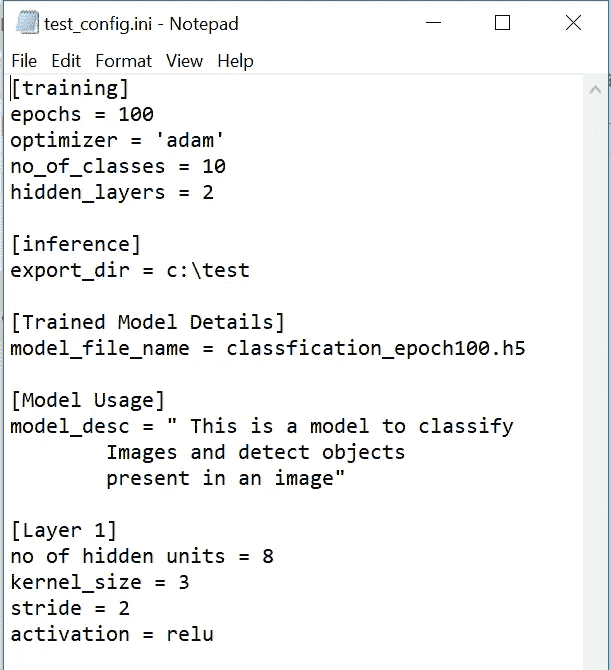 test_config.ini - Notepad
File Edit Format View Help
[training]
epochs = 100
optimizer = 'adam'
no_of_classes = 10
hidden_layers = 2
[inference]
export_dir = c:\test
[Trained Model Details]
model_file_name = classfication_epoch100.h5
[Model Usage]
model_desc = " This is a model to classify
Images and detect objects
present in an image"
[Layer 1]
no of hidden units = 8
kernel_size = 3
stride = 2
activation = relu